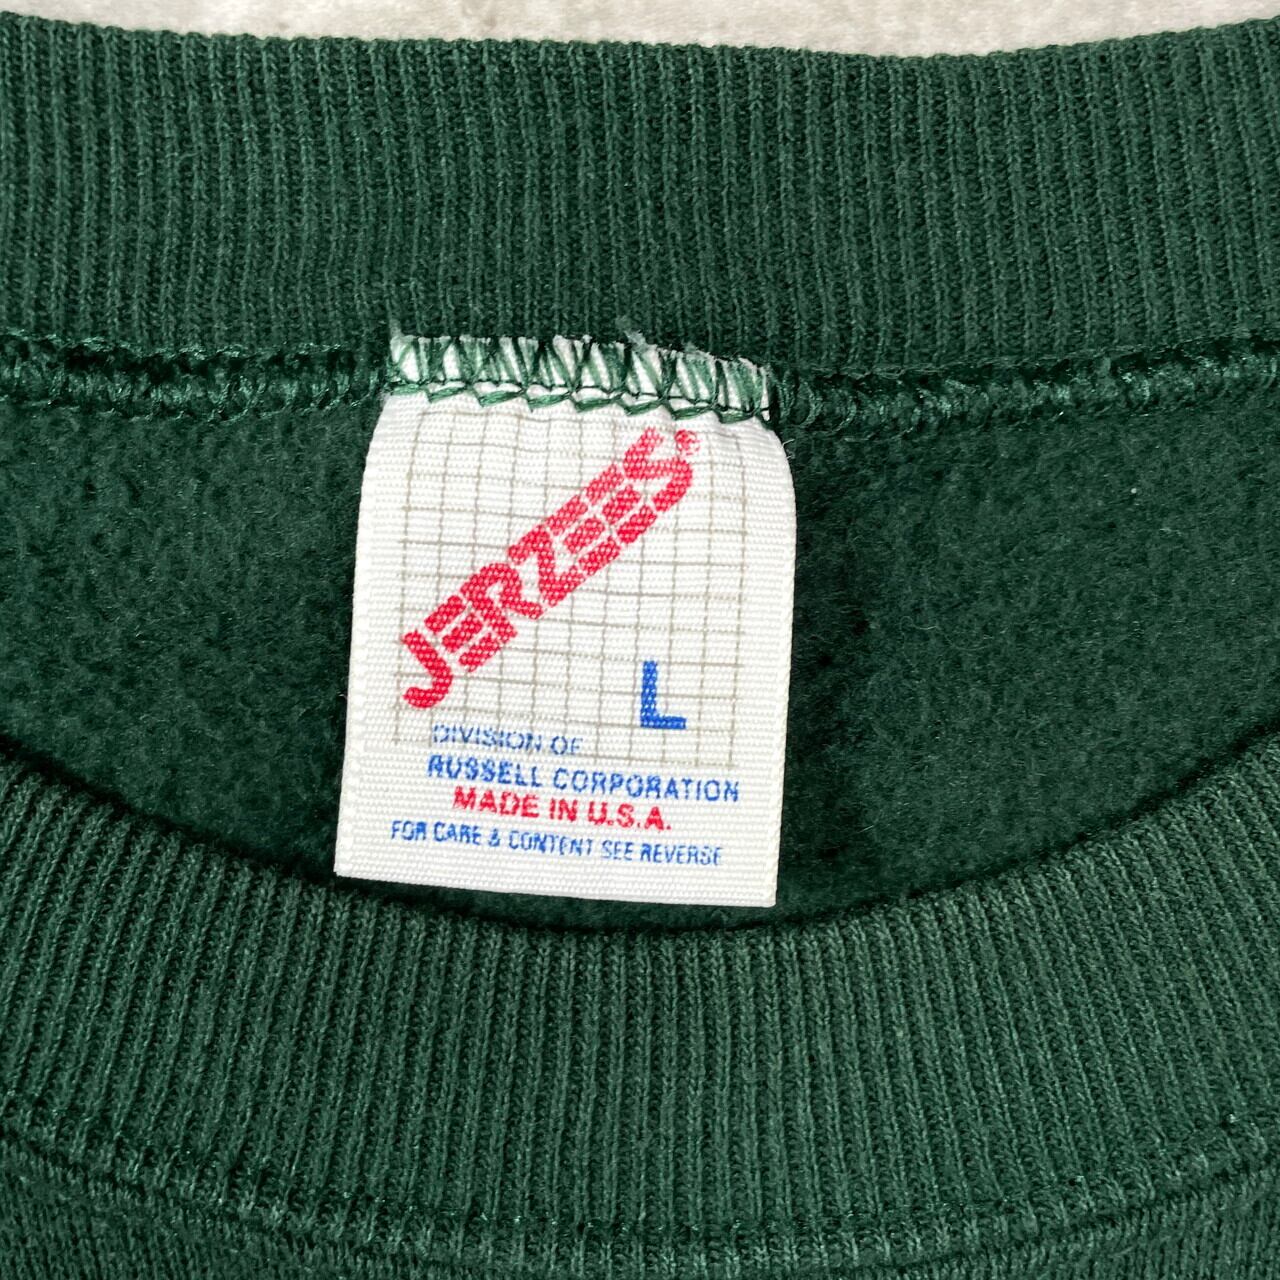 JERZEES®
L
DIVISION OF
RUSSELL CORPORATION
MADE IN U.S.A.
FOR CARE & CONTENT SEE REVERSE